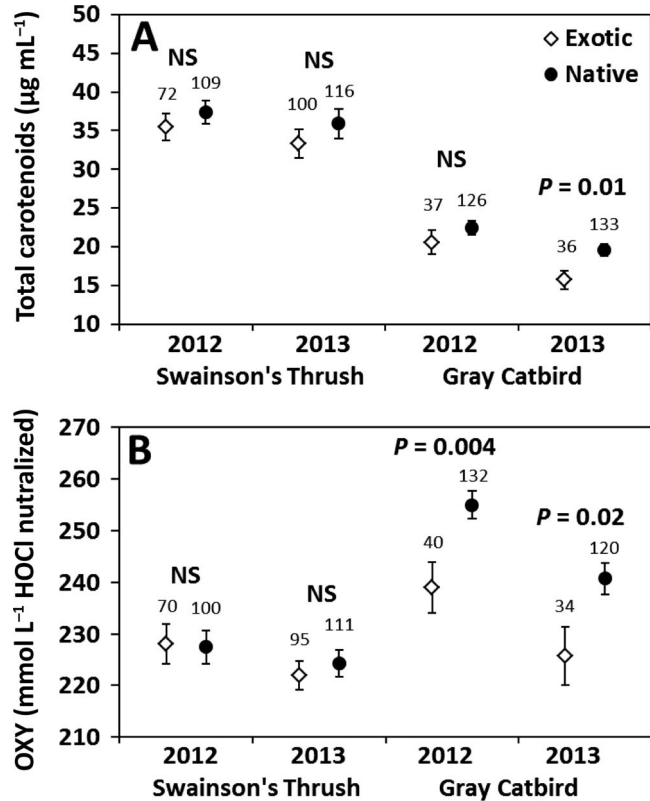 Total carotenoids (µg mL⁻¹)
50
45
40
35
30
25
20
15
10
A
◇ Exotic
● Native
NS
72
109
NS
100
116
NS
37
126
P = 0.01
36
133
2012
2013
2012
2013
Swainson's Thrush
Gray Catbird
OXY (mmol L⁻¹ HOCl nutralized)
270
260
250
240
230
220
210
B
NS
70
100
NS
95
111
P = 0.004
40
132
P = 0.02
34
120
2012
2013
2012
2013
Swainson's Thrush
Gray Catbird